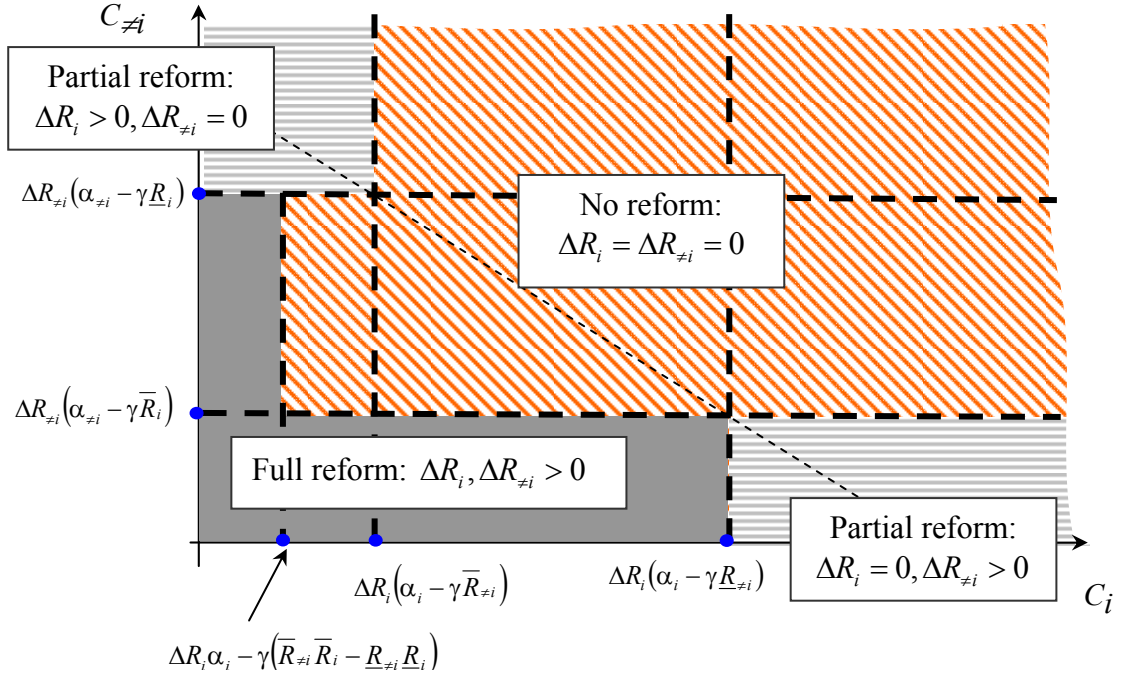 C≠i
Partial reform:
ΔRᵢ > 0, ΔR≠ᵢ = 0
ΔR≠ᵢ(α≠ᵢ − γR̲ᵢ)
No reform:
ΔRᵢ = ΔR≠ᵢ = 0
ΔR≠ᵢ(α≠ᵢ − γR̅ᵢ)
Full reform: ΔRᵢ, ΔR≠ᵢ > 0
Partial reform:
ΔRᵢ = 0, ΔR≠ᵢ > 0
ΔRᵢ(αᵢ − γR̅≠ᵢ)
ΔRᵢ(αᵢ − γR̲≠ᵢ)
Cᵢ
ΔRᵢαᵢ − γ(R̅≠ᵢR̅ᵢ − R̲≠ᵢR̲ᵢ)